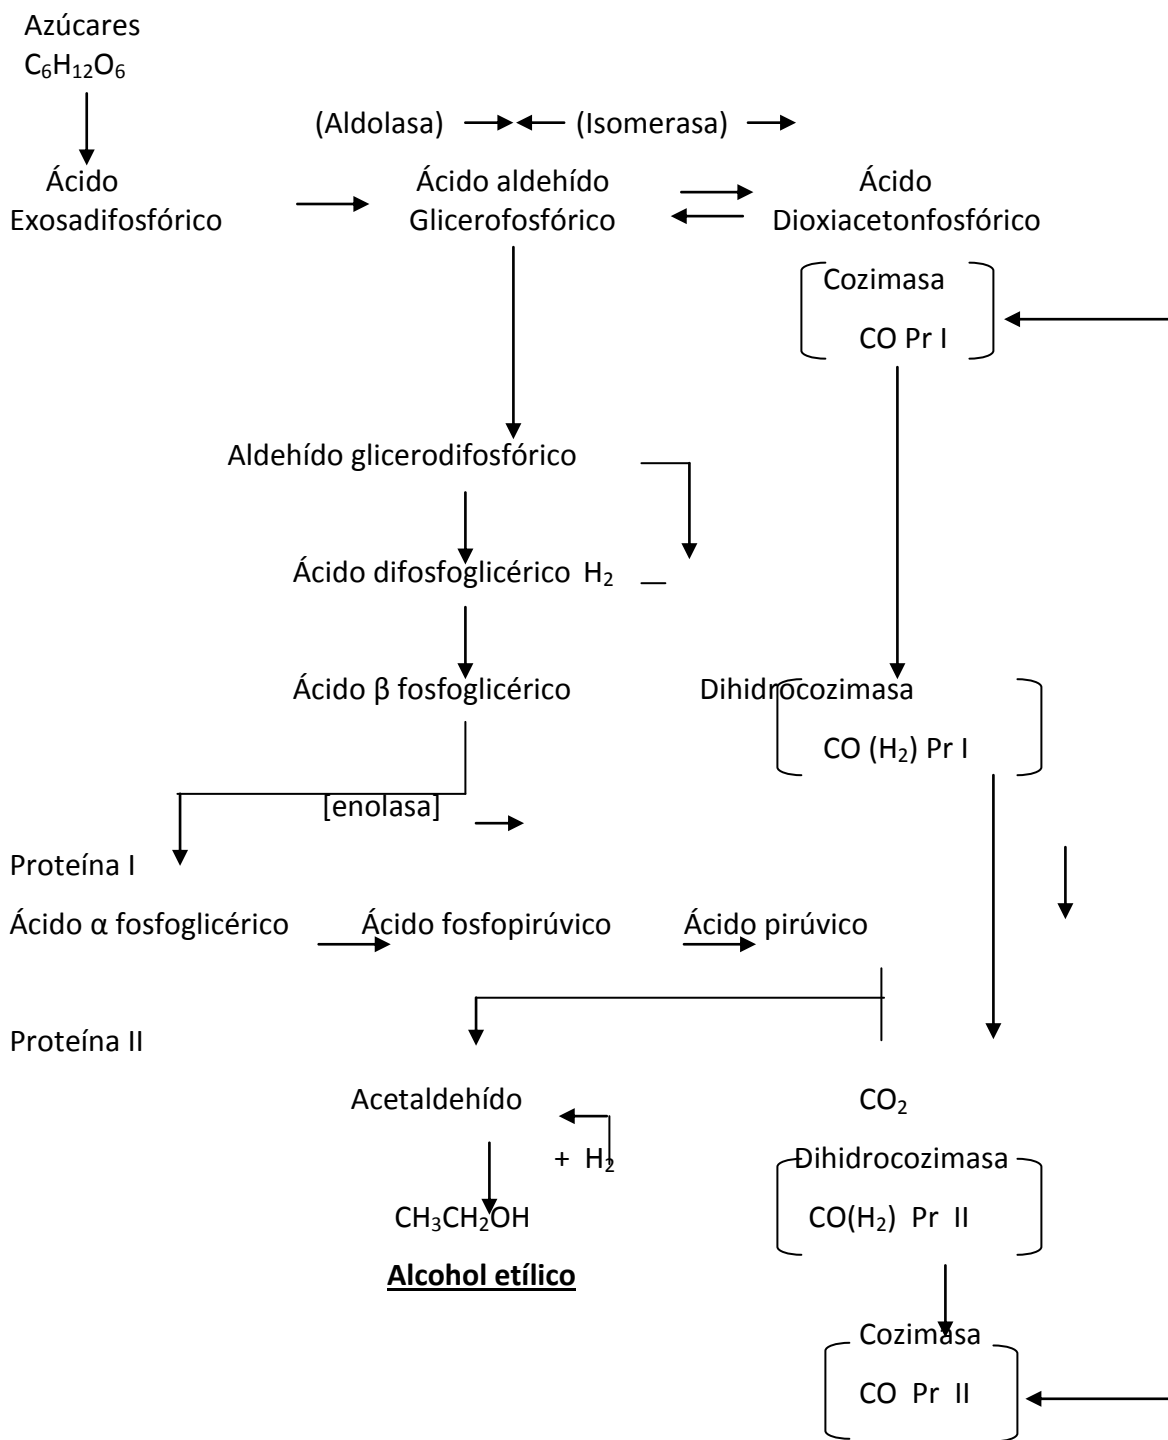 Azúcares
C₆H₁₂O₆
(Aldolasa) (Isomerasa)
Ácido Ácido aldehído Ácido
Exosadifosfórico Glicerofosfórico Dioxiacetonfosfórico
Cozimasa
CO Pr I
Aldehído glicerodifosfórico
Ácido difosfoglicérico H₂
Ácido β fosfoglicérico Dihidrocozimasa
CO (H₂) Pr I
[enolasa]
Proteína I
Ácido α fosfoglicérico Ácido fosfopirúvico Ácido pirúvico
Proteína II
Acetaldehído CO₂
+ H₂ Dihidrocozimasa
CH₃CH₂OH CO(H₂) Pr II
Alcohol etílico
Cozimasa
CO Pr II